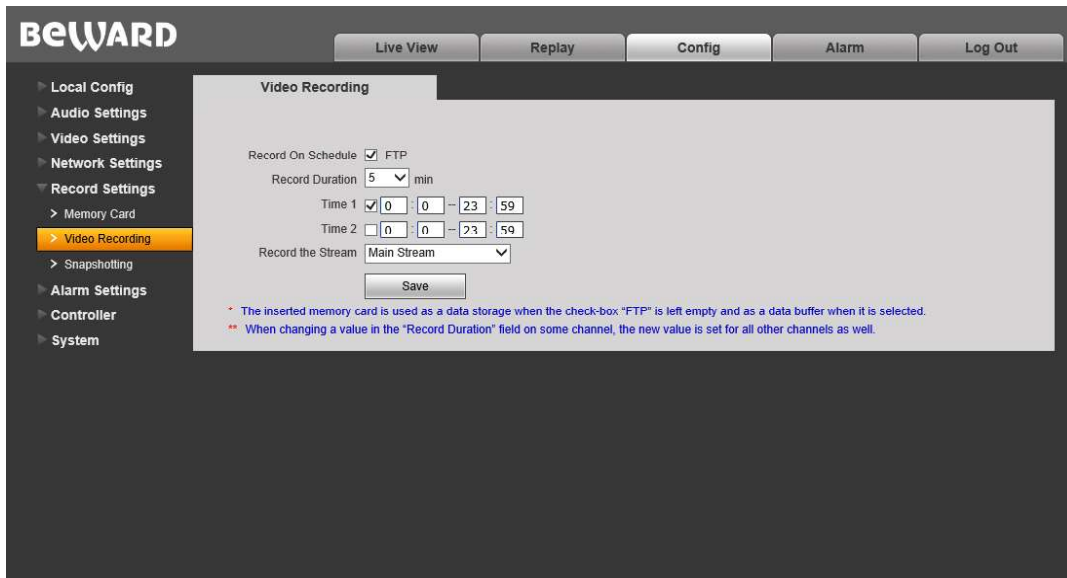 BEWARD
Live View Replay Config Alarm Log Out
Local Config
Audio Settings
Video Settings
Network Settings
Record Settings
> Memory Card
> Video Recording
> Snapshotting
Alarm Settings
Controller
System
Video Recording
Record On Schedule FTP
Record Duration 5 min
Time 1 0 : 0 – 23 : 59
Time 2 0 : 0 – 23 : 59
Record the Stream Main Stream
Save
* The inserted memory card is used as a data storage when the check-box “FTP” is left empty and as a data buffer when it is selected.
** When changing a value in the “Record Duration” field on some channel, the new value is set for all other channels as well.